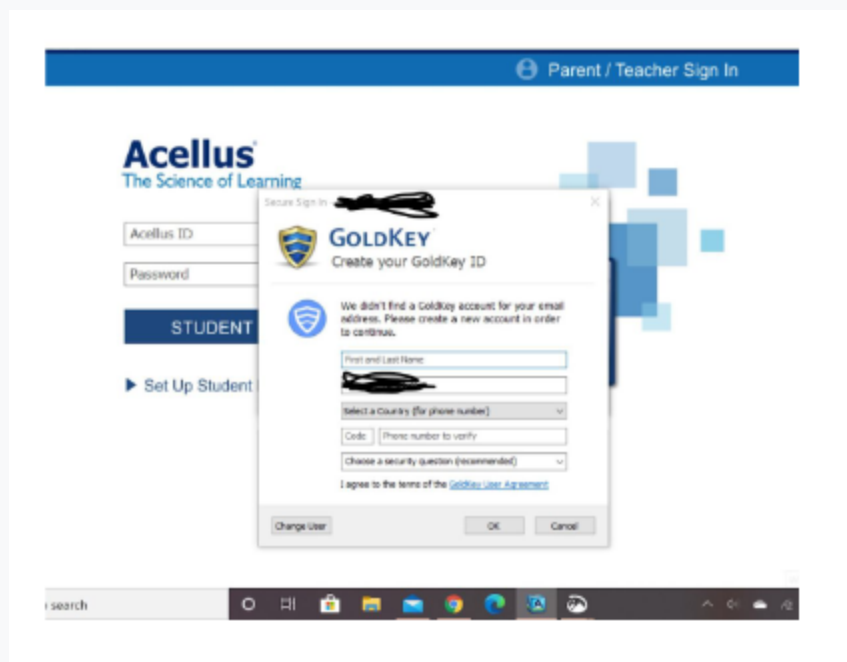 Parent / Teacher Sign In
Acellus
The Science of Learning
Secure Sign In -
Acellus ID
GOLDKEY
Create your GoldKey ID
Password
We didn't find a GoldKey account for your email
address. Please create a new account in order
to continue.
STUDENT
First and Last Name
Set Up Student
Select a Country (for phone number)
Code
Phone number to verify
Choose a security question (recommended)
I agree to the terms of the GoldKey User Agreement
Change User
OK
Cancel
search